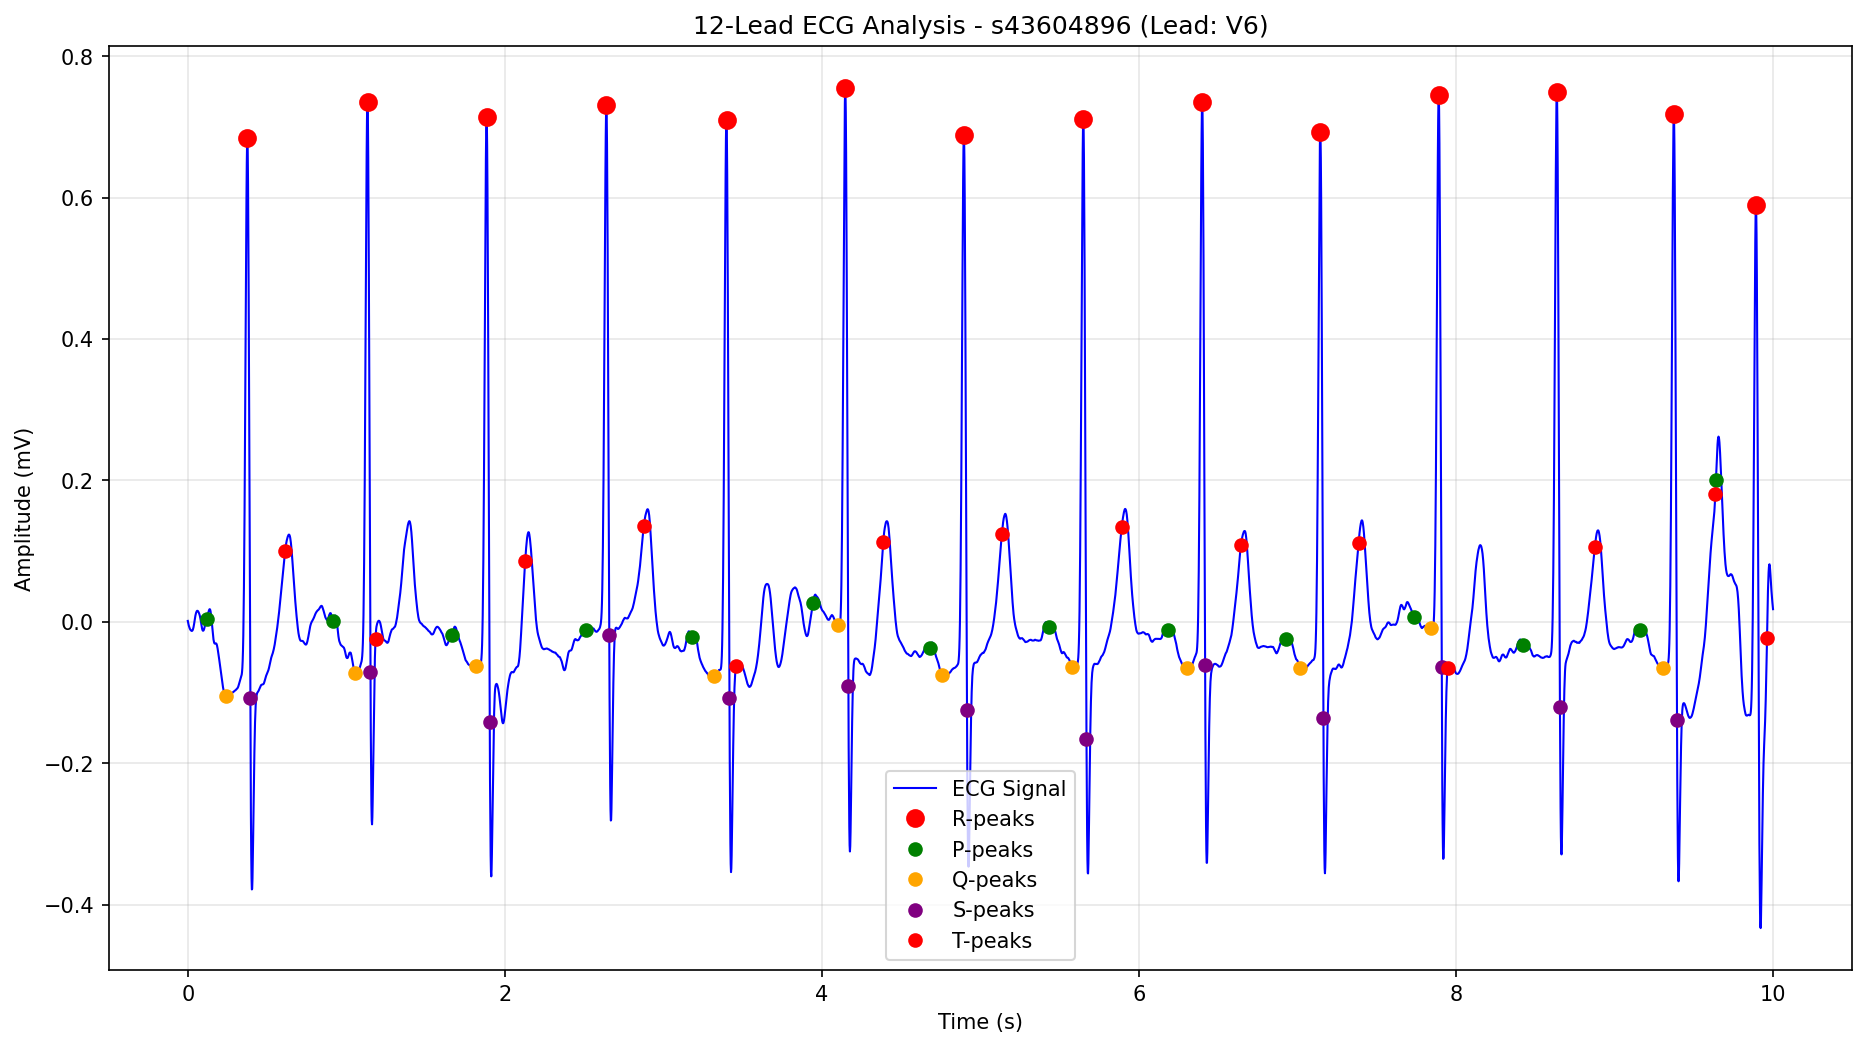 12-Lead ECG Analysis - s43604896 (Lead: V6)
Amplitude (mV)
0.8
0.6
0.4
0.2
0.0
−0.2
−0.4
ECG Signal
R-peaks
P-peaks
Q-peaks
S-peaks
T-peaks
0 2 4 6 8 10
Time (s)